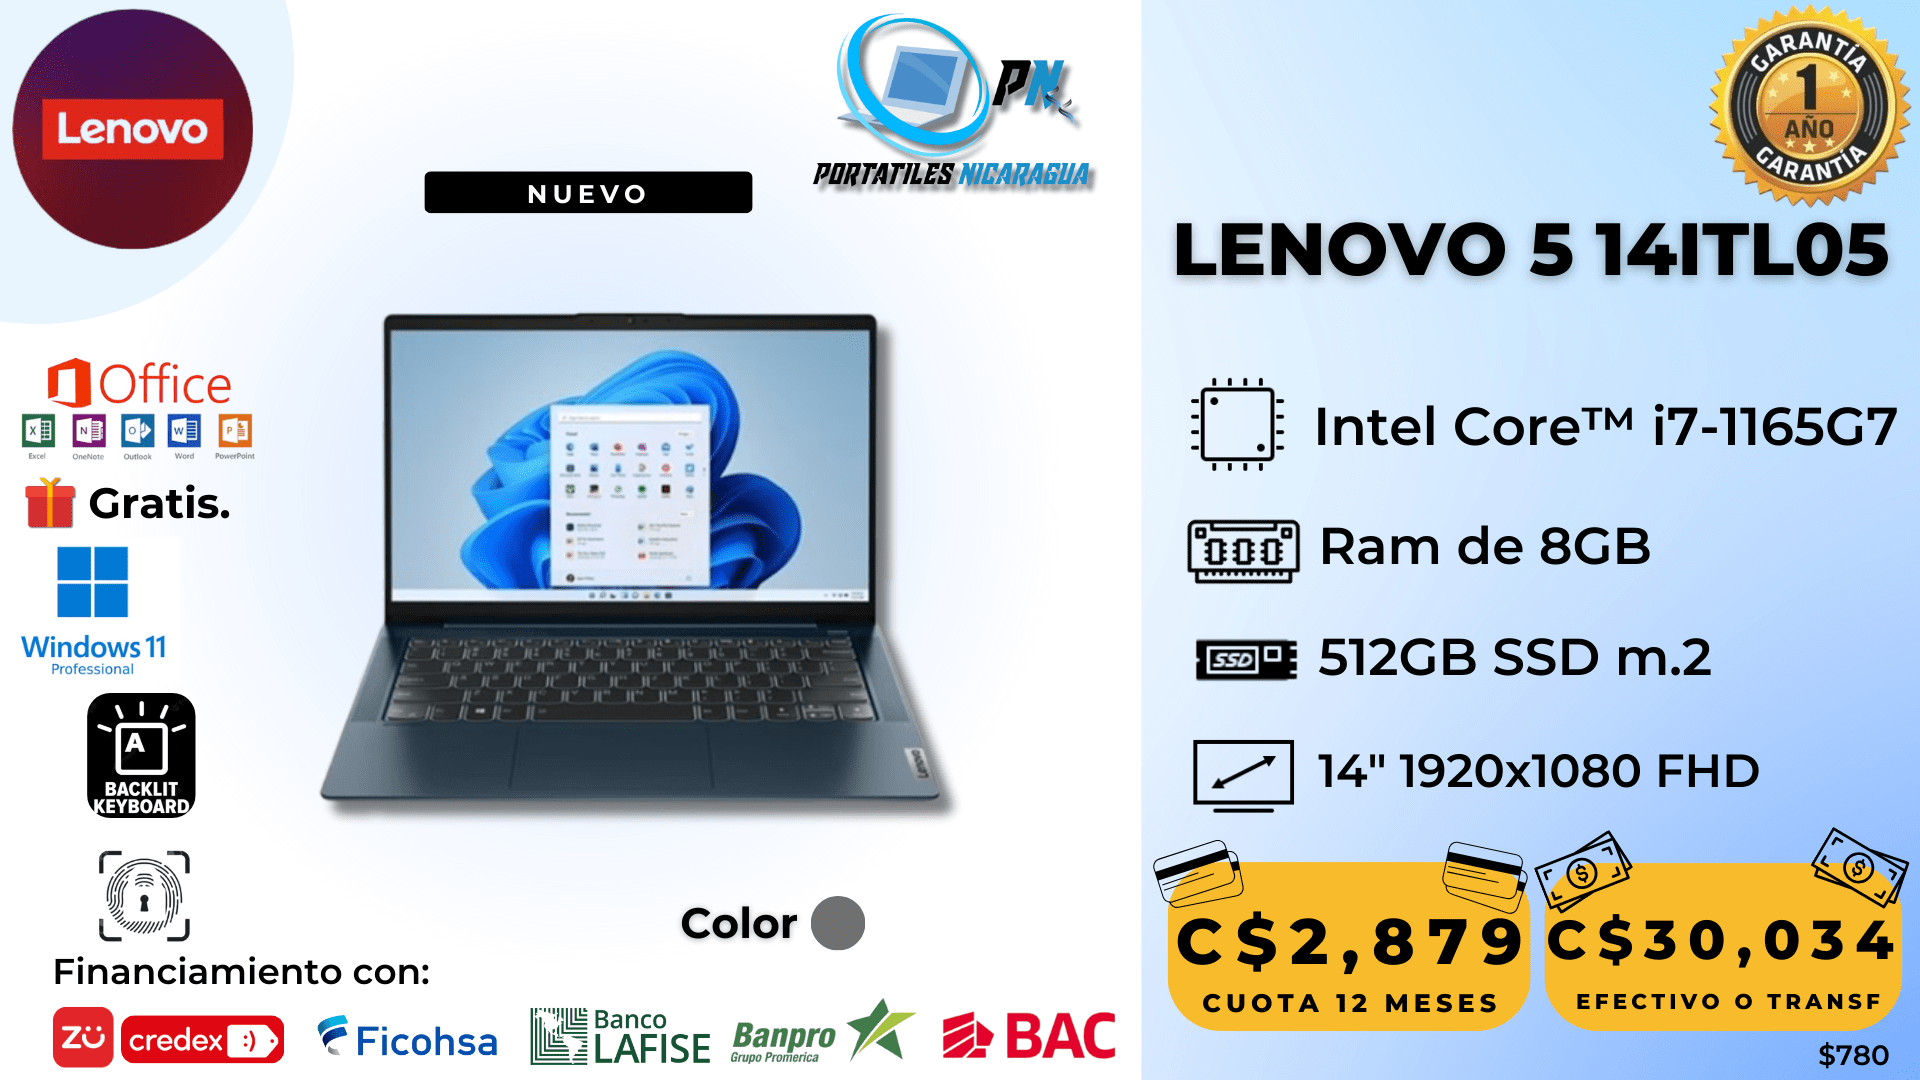 Lenovo
PN
PORTATILES NICARAGUA
NUEVO
Office
Excel
OneNote
Outlook
Word
PowerPoint
Gratis.
Windows 11
Professional
A
BACKLIT
KEYBOARD
Lenovo
Color
Financiamiento con:
zū
credex :)
Ficohsa
Banco
LAFISE
Banpro
Grupo Promerica
BAC
GARANTÍA
1
AÑO
GARANTÍA
LENOVO 5 14ITL05
Intel Core™ i7-1165G7
Ram de 8GB
SSD
512GB SSD m.2
14" 1920x1080 FHD
C$2,879
CUOTA 12 MESES
C$30,034
EFECTIVO O TRANSF
$780